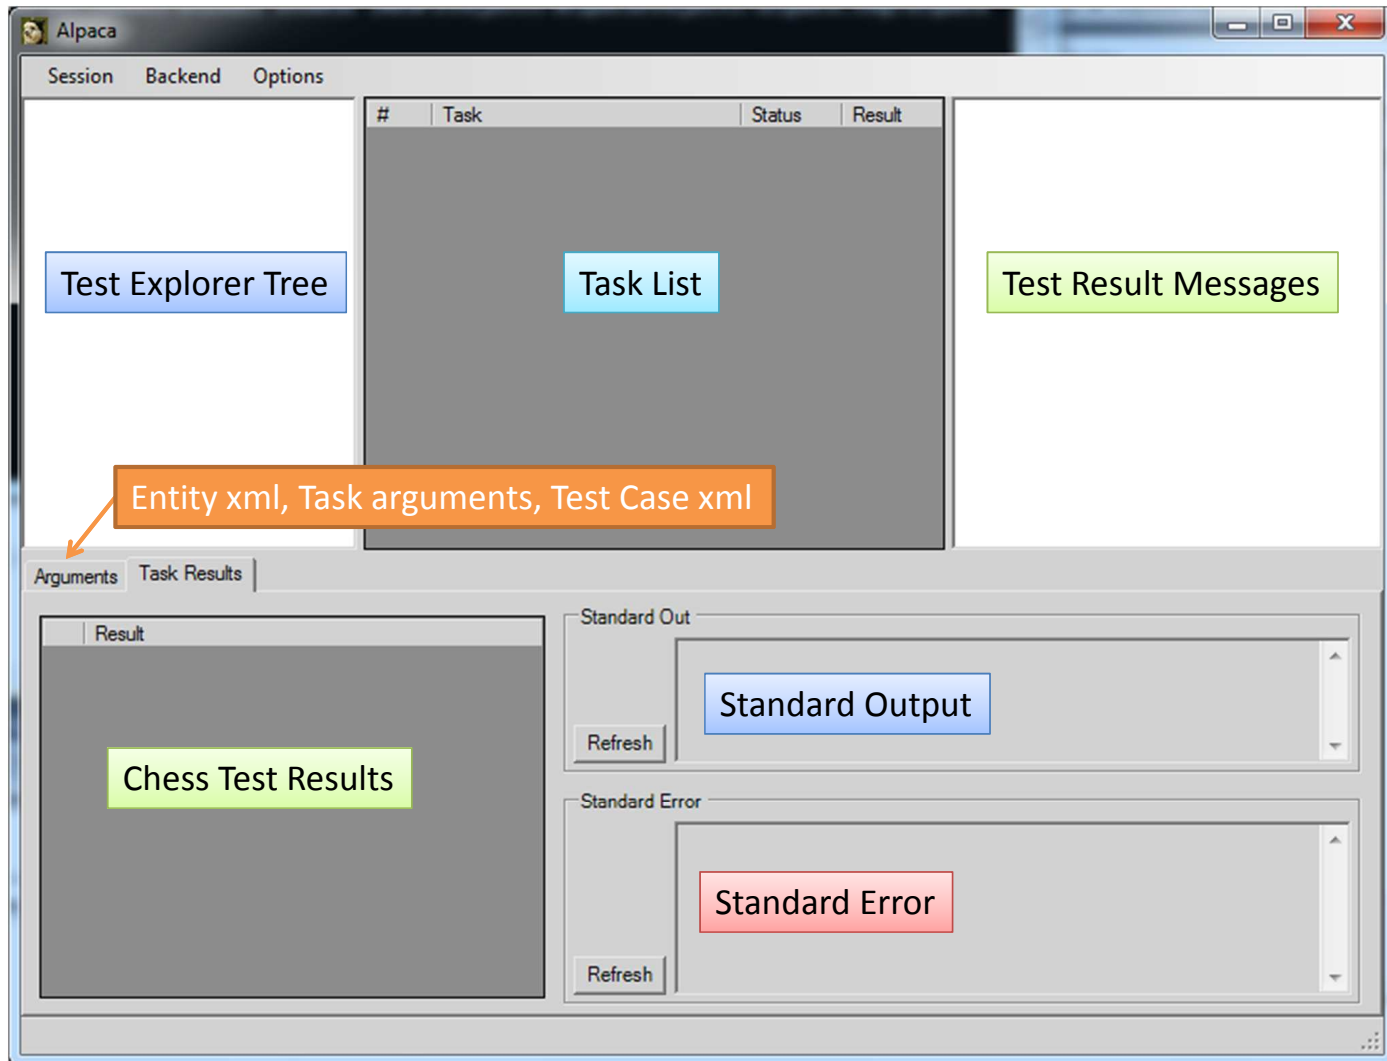 Alpaca
Session Backend Options
# Task Status Result
Test Explorer Tree
Task List
Test Result Messages
Entity xml, Task arguments, Test Case xml
Arguments Task Results
Result
Chess Test Results
Standard Out
Standard Output
Refresh
Standard Error
Standard Error
Refresh